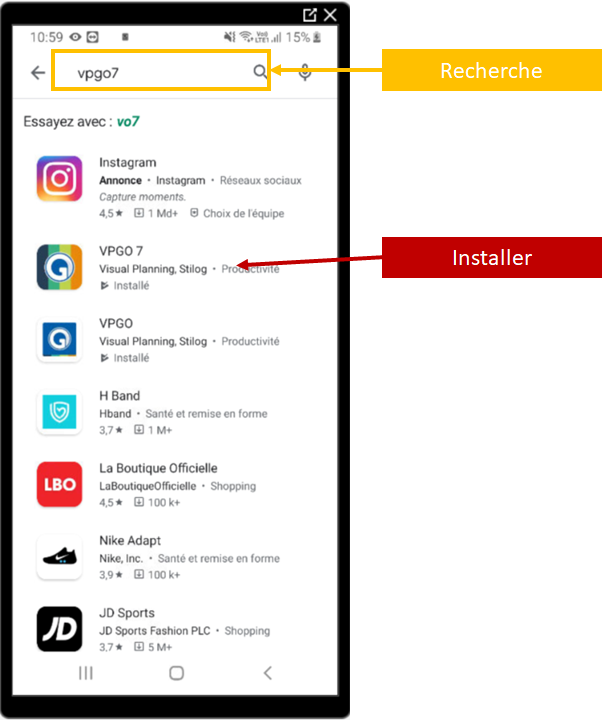 10:59 15%
vpgo7
Recherche
Essayez avec : vo7
Instagram
Annonce • Instagram • Réseaux sociaux
Capture moments.
4,5★ 1 Md+ Choix de l'équipe
VPGO 7
Visual Planning, Stilog • Productivité
Installé
Installer
VPGO
Visual Planning, Stilog • Productivité
Installé
H Band
Hband • Santé et remise en forme
3,7★ 1 M+
LBO
La Boutique Officielle
LaBoutiqueOfficielle • Shopping
4,5★ 100 k+
Nike Adapt
Nike, Inc. • Santé et remise en forme
3,9★ 100 k+
JD
JD Sports
JD Sports Fashion PLC • Shopping
3,7★ 5 M+